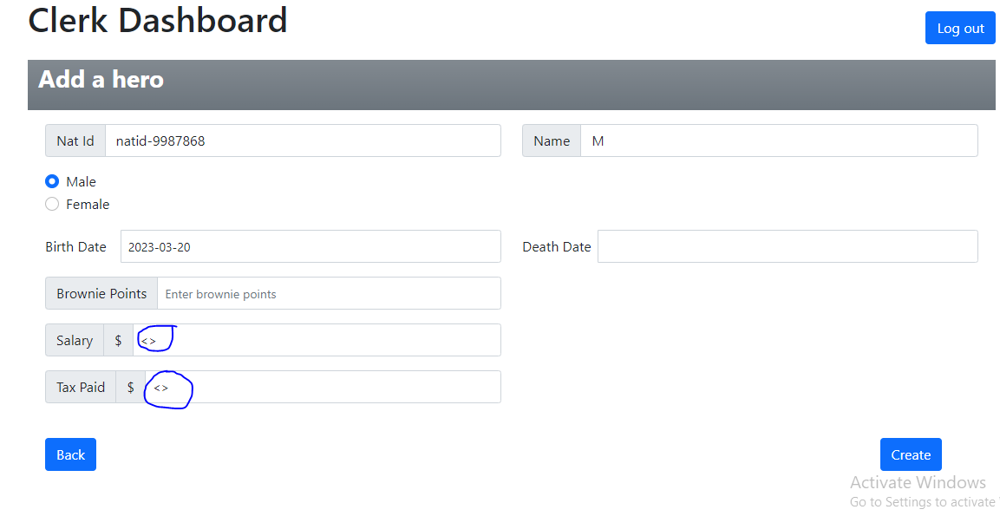 Clerk Dashboard
Log out
Add a hero
Nat Id natid-9987868 Name M
Male
Female
Birth Date 2023-03-20 Death Date
Brownie Points Enter brownie points
Salary $ <>
Tax Paid $ <>
Back Create
Activate Windows
Go to Settings to activate